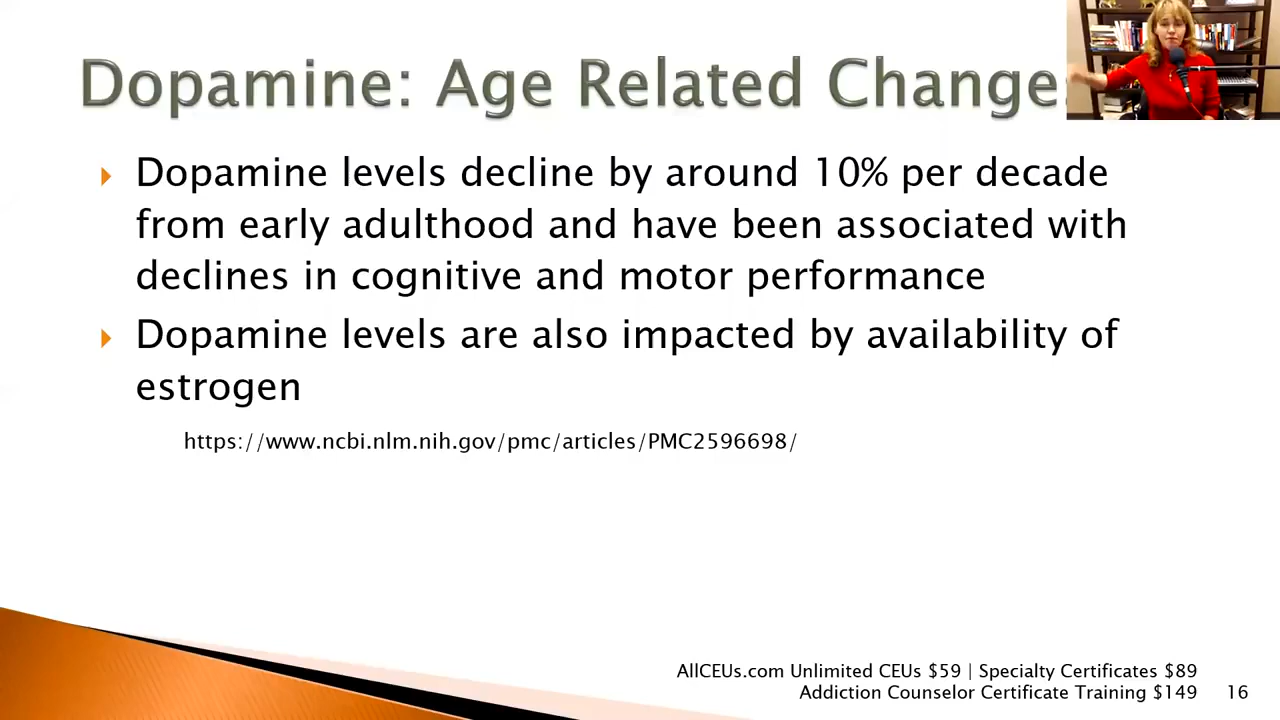 Dopamine: Age Related Change
Dopamine levels decline by around 10% per decade
from early adulthood and have been associated with
declines in cognitive and motor performance
Dopamine levels are also impacted by availability of
estrogen
https://www.ncbi.nlm.nih.gov/pmc/articles/PMC2596698/
AllCEUs.com Unlimited CEUs $59 | Specialty Certificates $89
Addiction Counselor Certificate Training $149
16